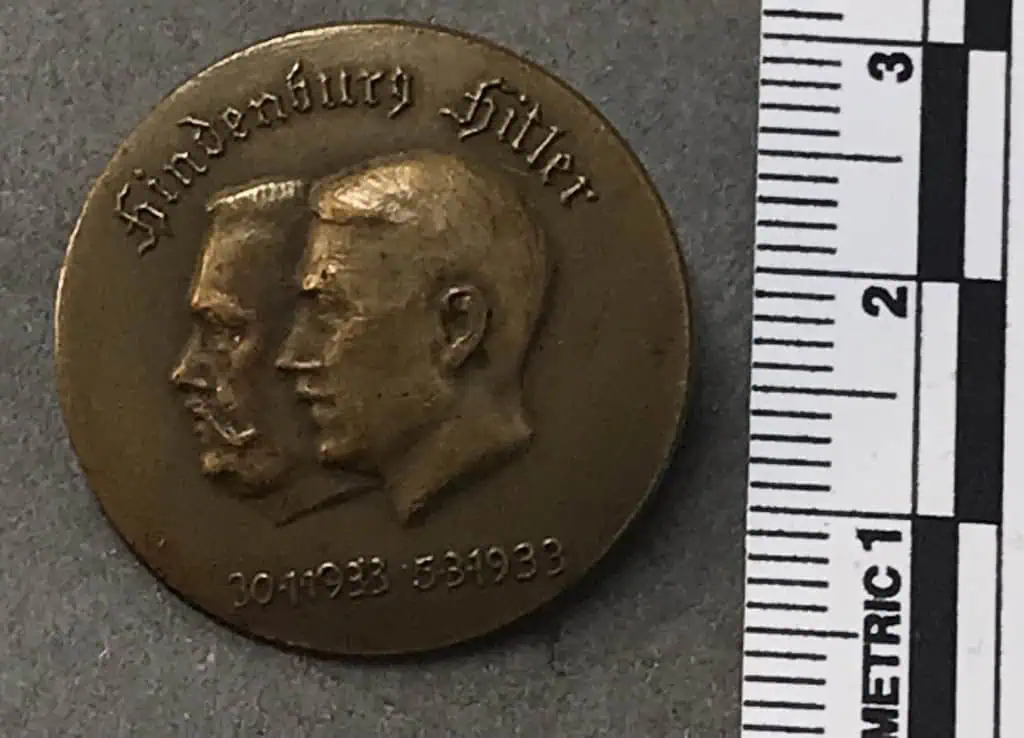 Hindenburg Hitler
30·1·1933 · 5·3·1933
3
2
METRIC 1